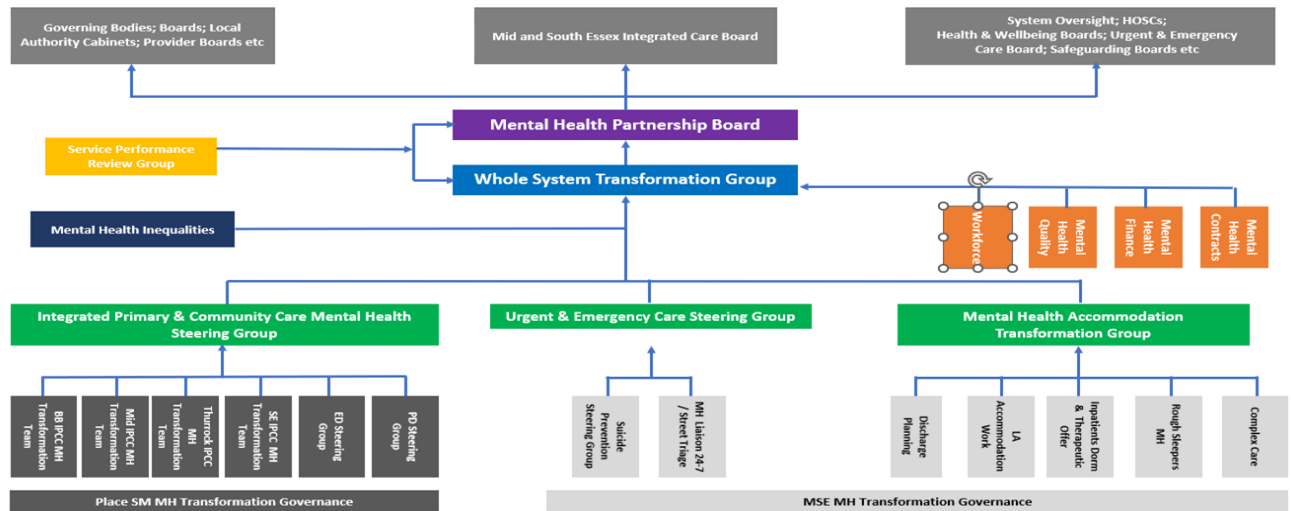 Governing Bodies; Boards; Local
Authority Cabinets; Provider Boards etc
Mid and South Essex Integrated Care Board
System Oversight; HOSCs;
Health & Wellbeing Boards; Urgent & Emergency
Care Board; Safeguarding Boards etc
Mental Health Partnership Board
Service Performance
Review Group
Whole System Transformation Group
Mental Health Inequalities
Workforce
Mental
Health
Quality
Mental
Health
Finance
Mental
Health
Contracts
Integrated Primary & Community Care Mental Health
Steering Group
Urgent & Emergency Care Steering Group
Mental Health Accommodation
Transformation Group
BB IPCC MH
Transformation
Team
Mid IPCC MH
Transformation
Team
Thurrock IPCC
MH
Transformation
Team
SE IPCC MH
Transformation
Team
ED Steering
Group
PD Steering
Group
Suicide
Prevention
Steering Group
MH Liaison 24-7
/ Street Triage
Discharge
Planning
LA
Accommodation
Work
Inpatients Dorm
& Therapeutic
Offer
Rough Sleepers
MH
Complex Care
Place SM MH Transformation Governance
MSE MH Transformation Governance